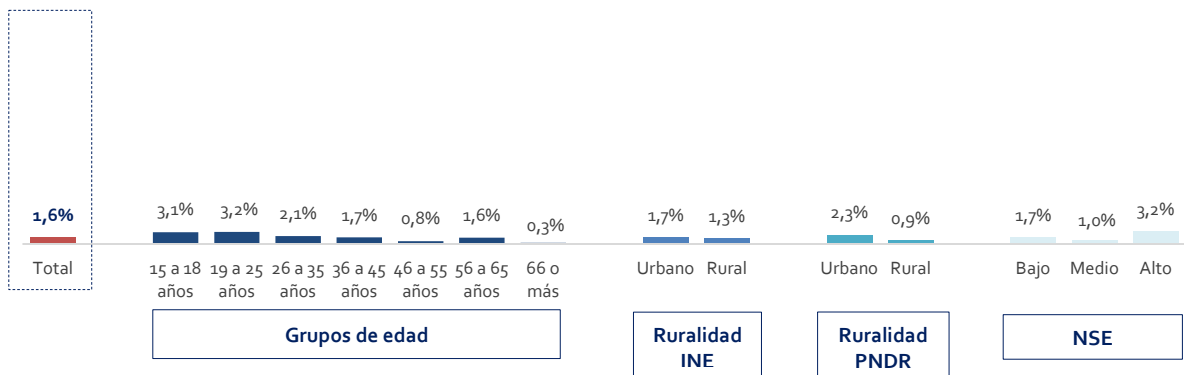 1,6% 3,1% 3,2% 2,1% 1,7% 0,8% 1,6% 0,3% 1,7% 1,3% 2,3% 0,9% 1,7% 1,0% 3,2%
Total 15 a 18 19 a 25 26 a 35 36 a 45 46 a 55 56 a 65 66 o Urbano Rural Urbano Rural Bajo Medio Alto
años años años años años años más
Grupos de edad Ruralidad Ruralidad NSE
INE PNDR